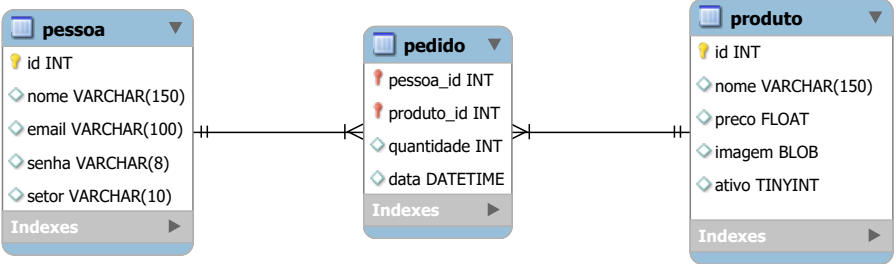 pessoa
id INT
nome VARCHAR(150)
email VARCHAR(100)
senha VARCHAR(8)
setor VARCHAR(10)
Indexes
pedido
pessoa_id INT
produto_id INT
quantidade INT
data DATETIME
Indexes
produto
id INT
nome VARCHAR(150)
preco FLOAT
imagem BLOB
ativo TINYINT
Indexes